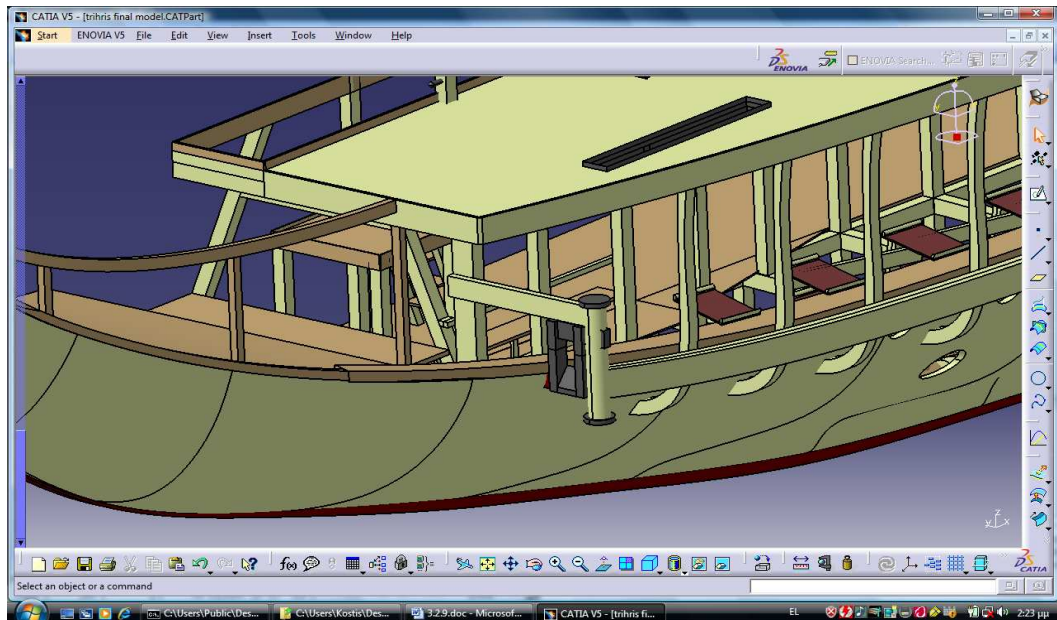 CATIA V5 - [trihris final model.CATPart]
Start ENOVIA V5 File Edit View Insert Tools Window Help
ENOVIA
ENOVIA Search...
z
y x
f(x)
CATIA
Select an object or a command
C:\Users\Public\Des... C:\Users\Kostis\Des... 3.2.9.doc - Microsof... CATIA V5 - [trihris fi... EL 2:23 μμ